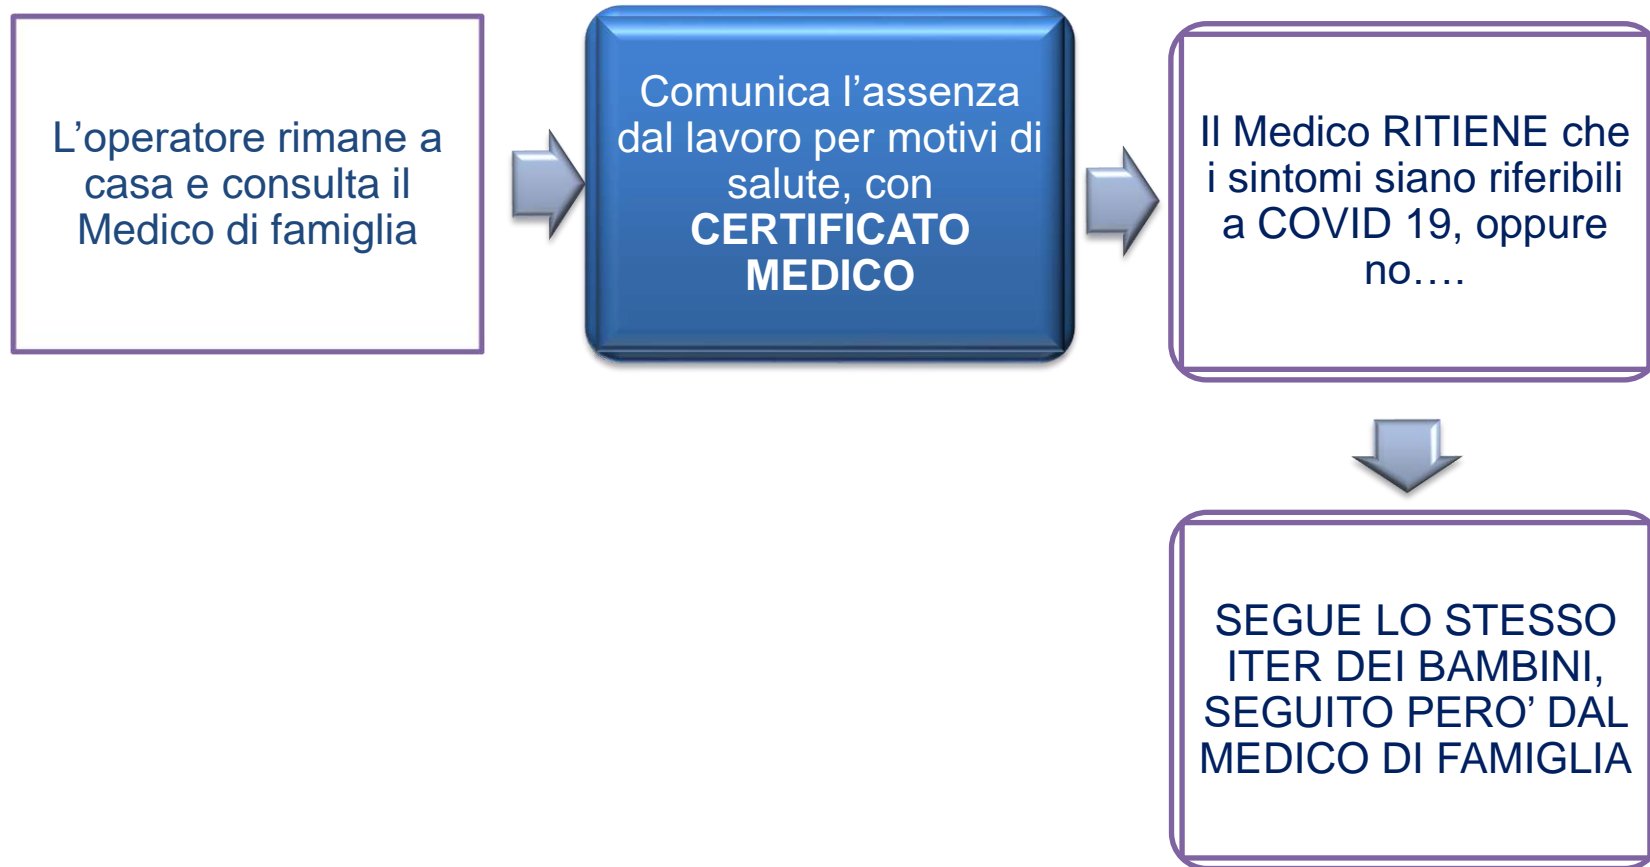 L’operatore rimane a
casa e consulta il
Medico di famiglia
Comunica l’assenza
dal lavoro per motivi di
salute, con
CERTIFICATO
MEDICO
Il Medico RITIENE che
i sintomi siano riferibili
a COVID 19, oppure
no….
SEGUE LO STESSO
ITER DEI BAMBINI,
SEGUITO PERO’ DAL
MEDICO DI FAMIGLIA